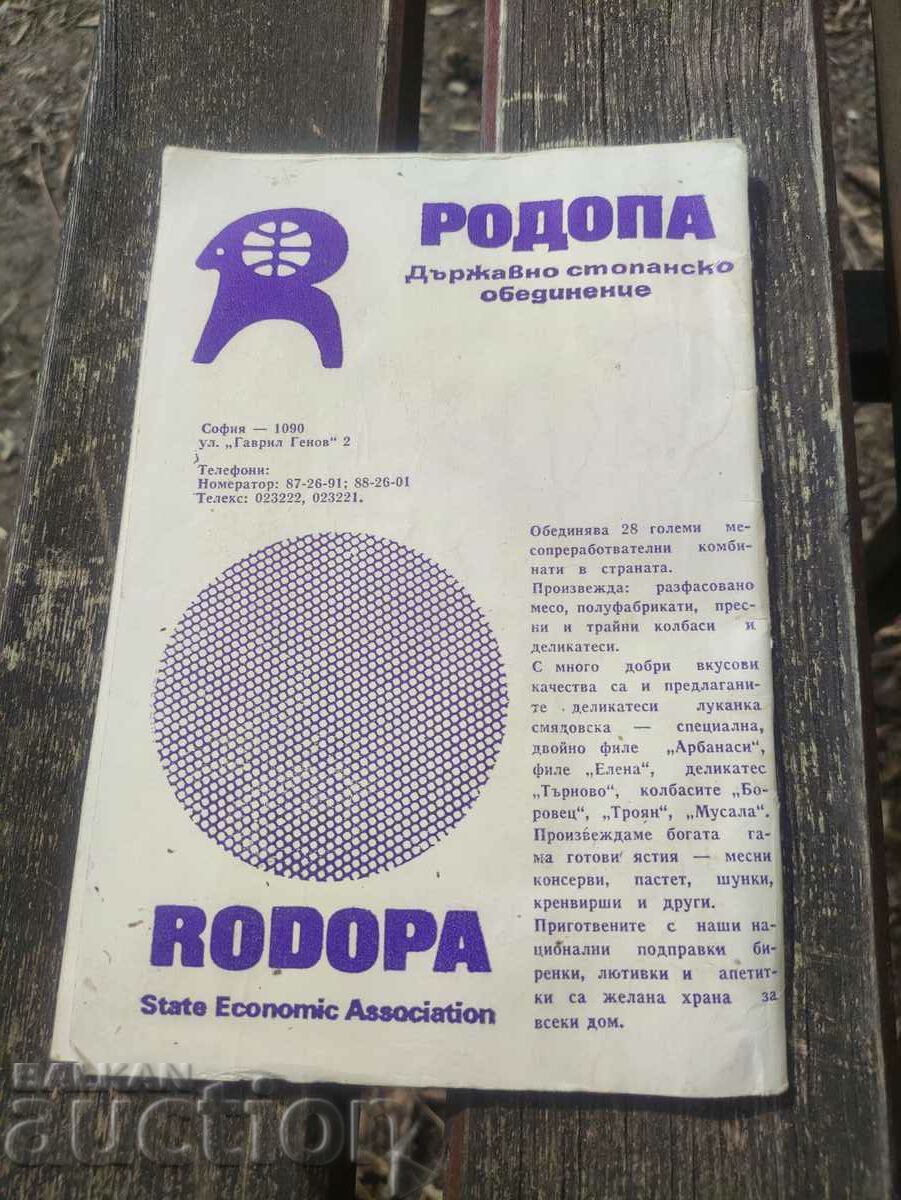 РОДОПА
Държавно стопанско
обединение
София — 1090
ул. „Гаврил Генов“ 2
Телефони:
Номератор: 87-26-91; 88-26-01
Телекс: 023222, 023221.
Обединява 28 големи ме-
сопреработвателни комби-
нати в страната.
Произвежда: разфасовано
месо, полуфабрикати, прес-
ни и трайни колбаси и
деликатеси.
С много добри вкусови
качества са и предлагани-
те деликатеси луканка
смядовска — специална,
двойно филе „Арбанаси“,
филе „Елена“, деликатес
„Търново“, колбасите „Бо-
ровец“, „Троян“, „Мусала“.
Произвеждаме богата га-
ма готови ястия — месни
консерви, пастет, шунки,
кренвирши и други.
Приготвените с наши на-
ционални подправки би-
ренки, лютивки и апетит-
ки са желана храна за
всеки дом.
RODOPA
State Economic Association
BALKAN
auction